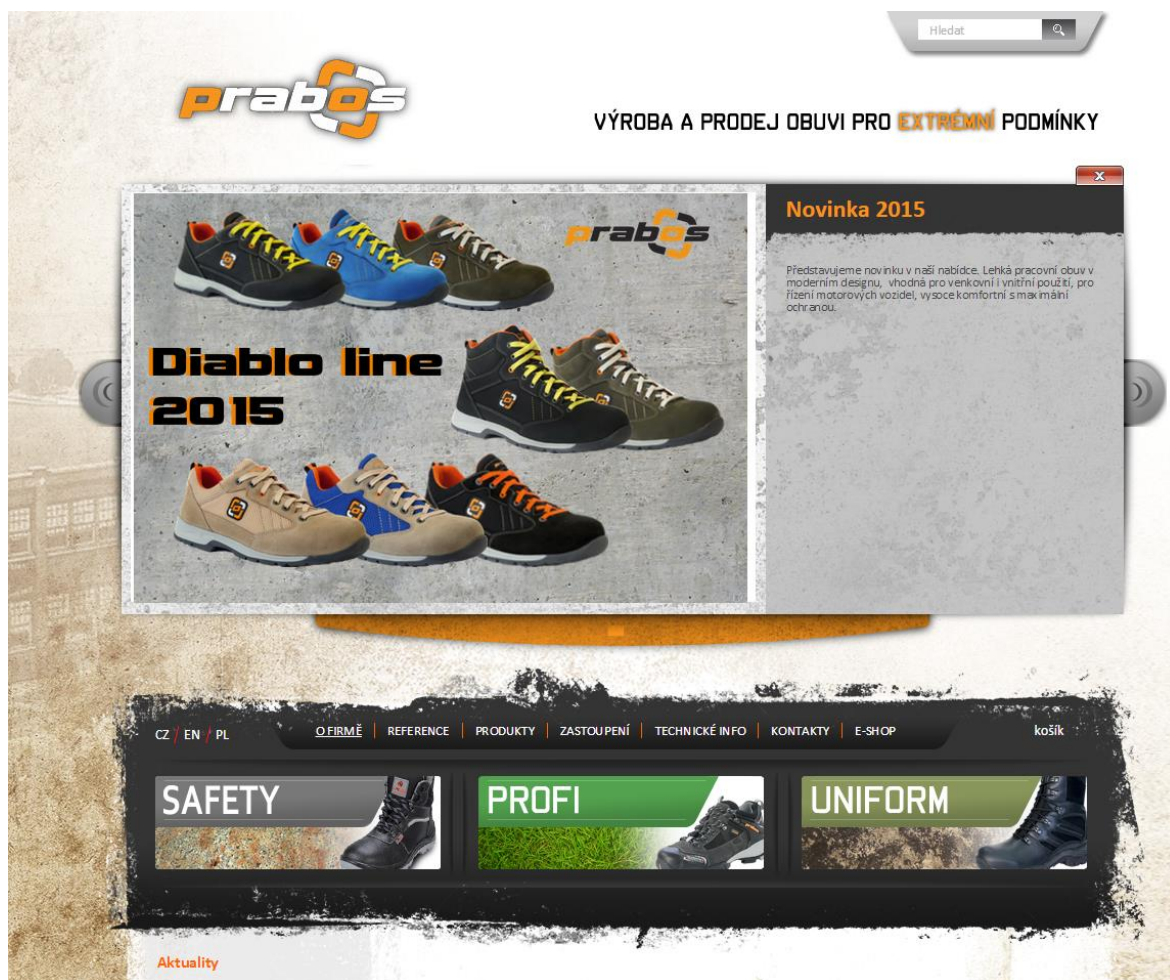 Hledat
prabos
VÝROBA A PRODEJ OBUVI PRO EXTRÉMNÍ PODMÍNKY
x
prabos
Diablo line
2015
Novinka 2015
Představujeme novinku v naší nabídce. Lehká pracovní obuv v
moderním designu, vhodná pro venkovní i vnitřní použití, pro
řízení motorových vozidel, vysoce komfortní s maximální
ochranou.
CZ / EN / PL
O FIRMĚ | REFERENCE | PRODUKTY | ZASTOUPENÍ | TECHNICKÉ INFO | KONTAKTY | E-SHOP
košík
SAFETY
PROFI
UNIFORM
Aktuality